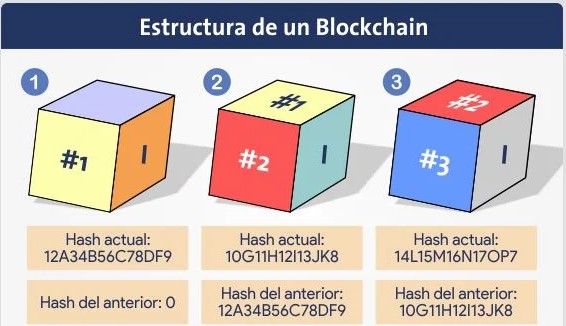 Estructura de un Blockchain
1
2
3
#1
I
#1
#2
I
#2
#3
I
Hash actual:
12A34B56C78DF9
Hash actual:
10G11H12I13JK8
Hash actual:
14L15M16N17OP7
Hash del anterior: 0
Hash del anterior:
12A34B56C78DF9
Hash del anterior:
10G11H12I13JK8